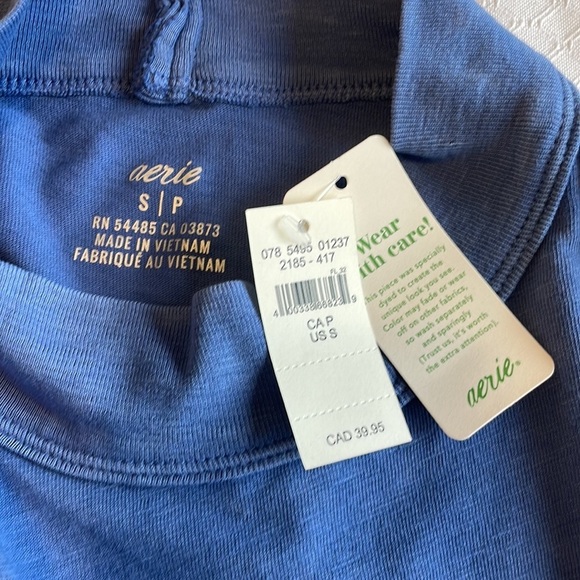 aerie
S | P
RN 54485 CA 03873
MADE IN VIETNAM
FABRIQUÉ AU VIETNAM
078 5495 01237
2185 - 417
FL.32
CA P
US S
CAD 39.95
Wear
with care!
this piece was specially
dyed to create the
unique look you see.
Color may fade or wear
off on other fabrics,
so wash separately
and sparingly
(Trust us, it's worth
the extra attention).
aerie®